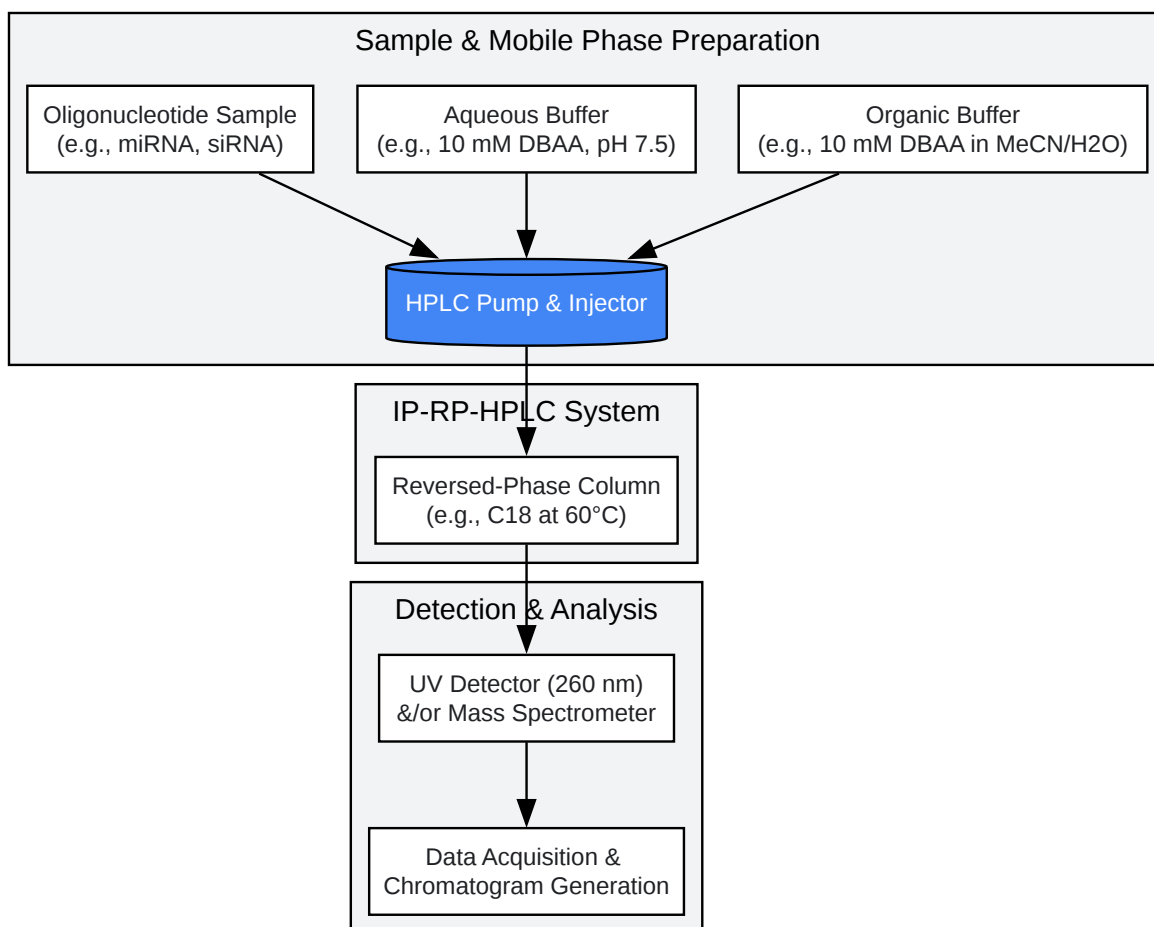 Sample & Mobile Phase Preparation
Oligonucleotide Sample
(e.g., miRNA, siRNA)
Aqueous Buffer
(e.g., 10 mM DBAA, pH 7.5)
Organic Buffer
(e.g., 10 mM DBAA in MeCN/H2O)
HPLC Pump & Injector
IP-RP-HPLC System
Reversed-Phase Column
(e.g., C18 at 60°C)
Detection & Analysis
UV Detector (260 nm)
&/or Mass Spectrometer
Data Acquisition &
Chromatogram Generation